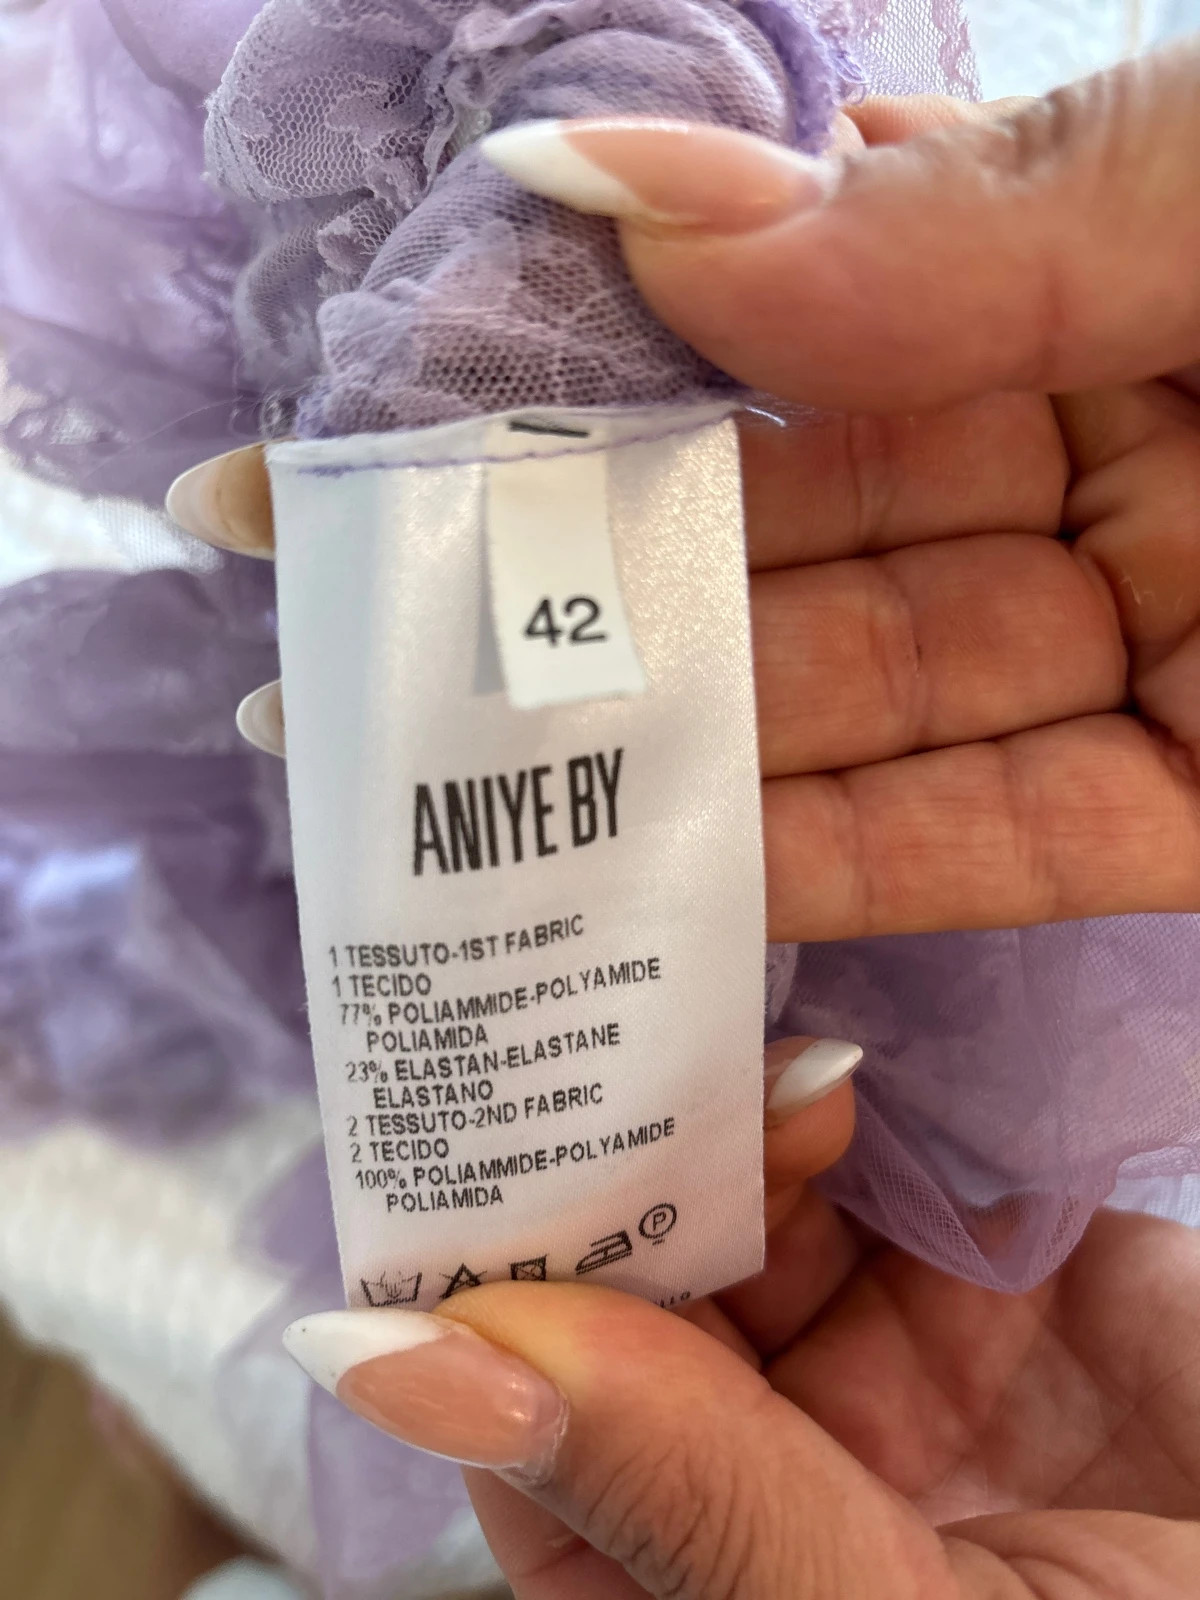 42
ANIYE BY
1 TESSUTO-1ST FABRIC
1 TECIDO
77% POLIAMMIDE-POLYAMIDE
POLIAMIDA
23% ELASTAN-ELASTANE
ELASTANO
2 TESSUTO-2ND FABRIC
2 TECIDO
100% POLIAMMIDE-POLYAMIDE
POLIAMIDA
P